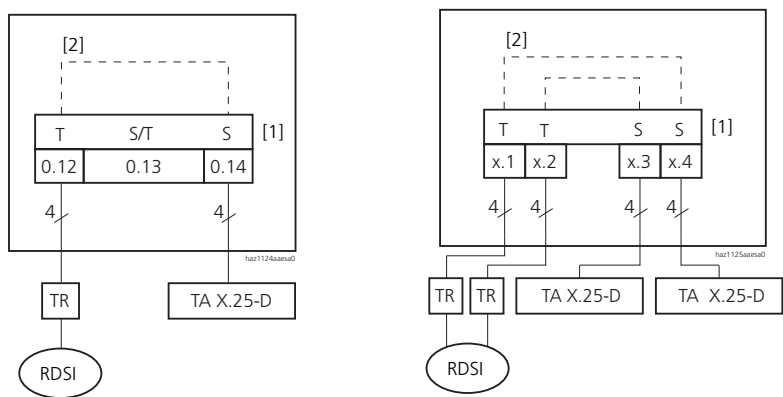 [2]
T S/T S [1]
0.12 0.13 0.14
4 4
haz1124aaesa0
TR TA X.25-D
RDSI
[2]
T T S S [1]
x.1 x.2 x.3 x.4
4 4 4 4
haz1125aaesa0
TR TR TA X.25-D TA X.25-D
RDSI